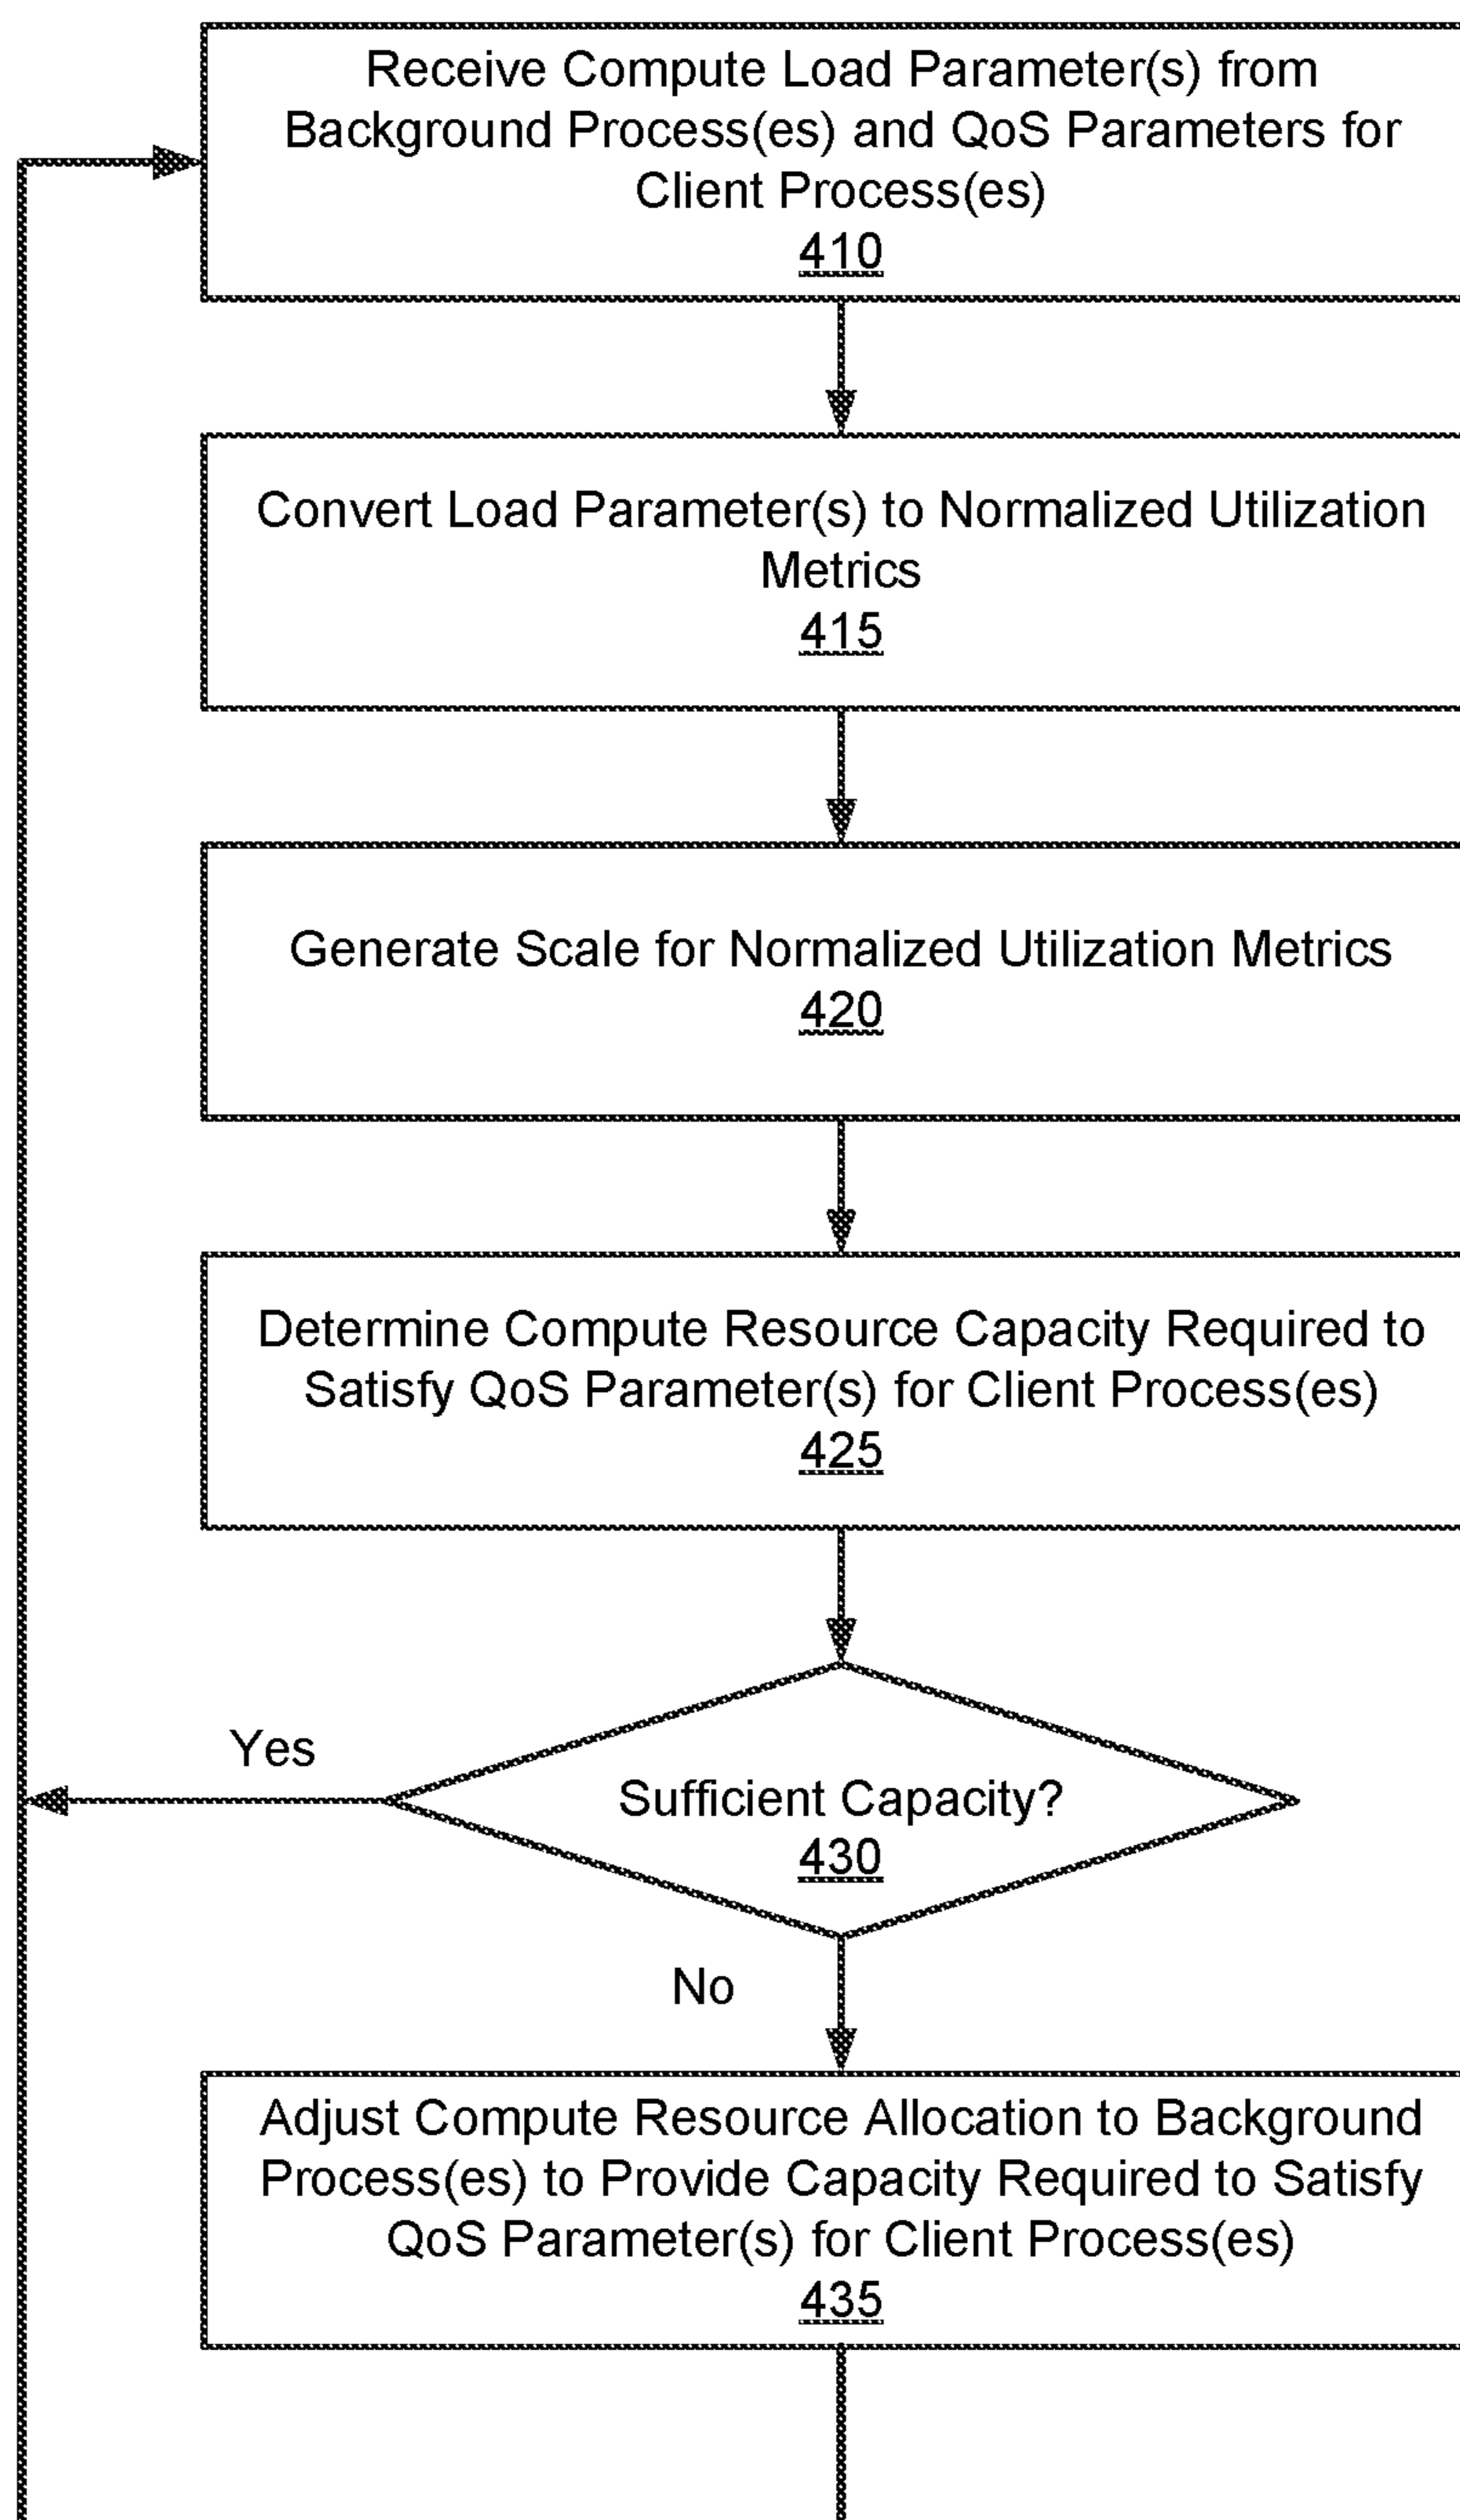 Receive Compute Load Parameter(s) from
Background Process(es) and QoS Parameters for
Client Process(es)
410
Convert Load Parameter(s) to Normalized Utilization
Metrics
415
Generate Scale for Normalized Utilization Metrics
420
Determine Compute Resource Capacity Required to
Satisfy QoS Parameter(s) for Client Process(es)
425
Yes
Sufficient Capacity?
430
No
Adjust Compute Resource Allocation to Background
Process(es) to Provide Capacity Required to Satisfy
QoS Parameter(s) for Client Process(es)
435